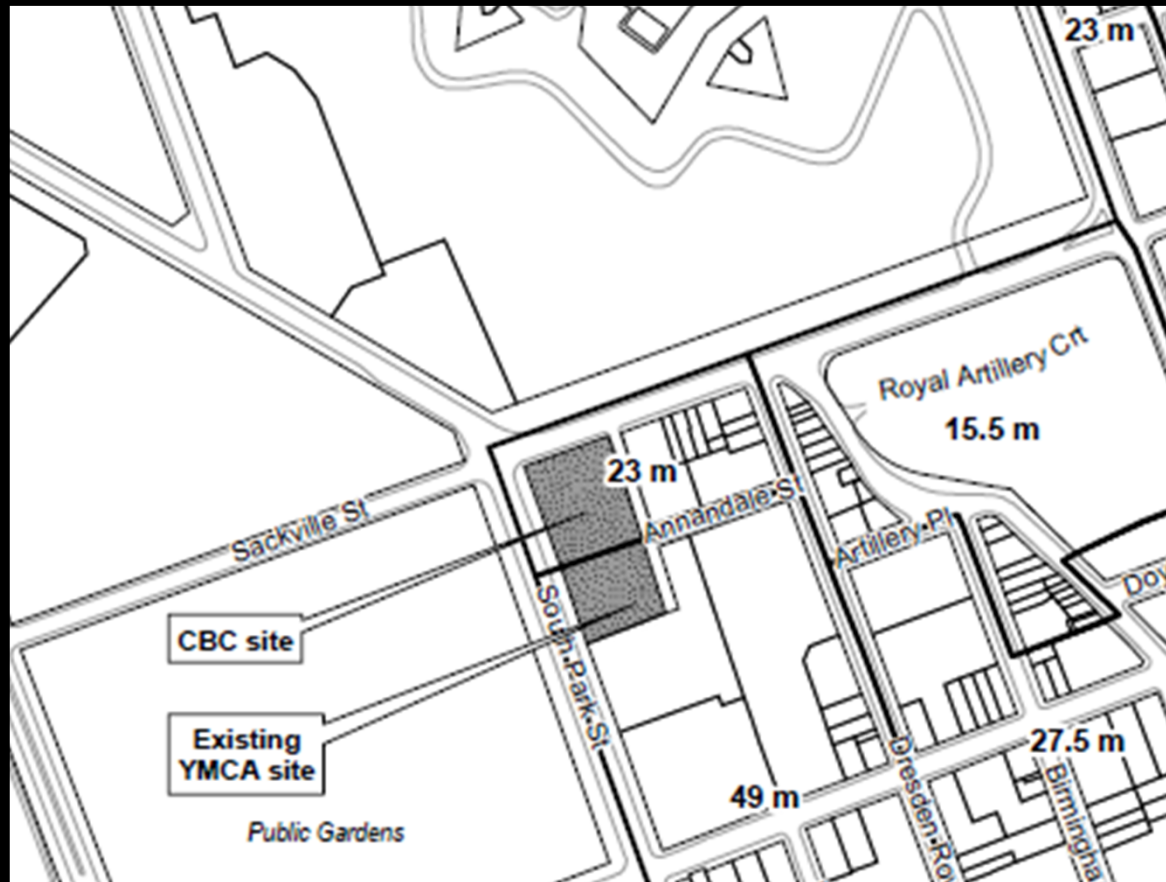 23 m
Royal Artillery Crt
15.5 m
23 m
Annandale St
Sackville St
Artillery Pl
Doy
CBC site
South Park St
Existing
YMCA site
27.5 m
49 m
Dresden Ro
Birmingha
Public Gardens